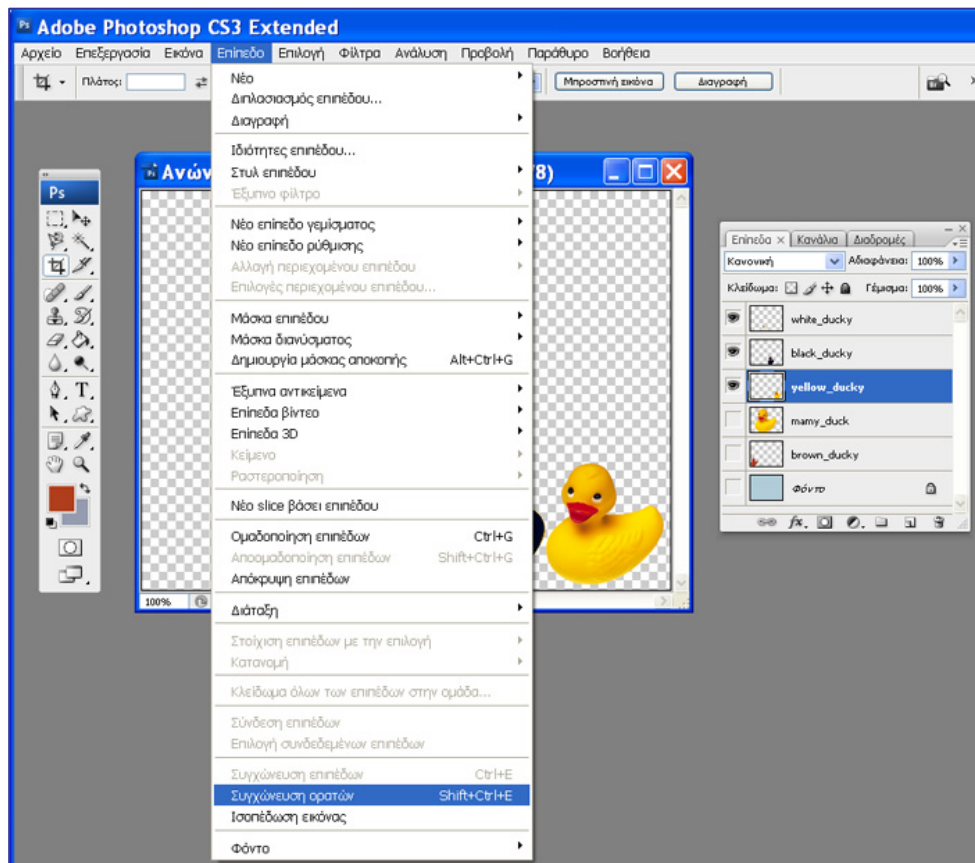 Ps Adobe Photoshop CS3 Extended
Αρχείο Επεξεργασία Εικόνα Επίπεδο Επιλογή Φίλτρα Ανάλυση Προβολή Παράθυρο Βοήθεια
Πλάτος: Μπροστινή εικόνα Διαγραφή
Νέο
Διπλασιασμός επιπέδου...
Διαγραφή
Ιδιότητες επιπέδου...
Στυλ επιπέδου
Έξυπνο φίλτρο
Νέο επίπεδο γεμίσματος
Νέο επίπεδο ρύθμισης
Αλλαγή περιεχομένου επιπέδου
Επιλογές περιεχομένου επιπέδου...
Μάσκα επιπέδου
Μάσκα διανύσματος
Δημιουργία μάσκας αποκοπής Alt+Ctrl+G
Έξυπνα αντικείμενα
Επίπεδα βίντεο
Επίπεδα 3D
Κείμενο
Ραστεροποίηση
Νέο slice βάσει επιπέδου
Ομαδοποίηση επιπέδων Ctrl+G
Αποομαδοποίηση επιπέδων Shift+Ctrl+G
Απόκρυψη επιπέδων
Διάταξη
Στοίχιση επιπέδων με την επιλογή
Κατανομή
Κλείδωμα όλων των επιπέδων στην ομάδα...
Σύνδεση επιπέδων
Επιλογή συνδεδεμένων επιπέδων
Συγχώνευση επιπέδων Ctrl+E
Συγχώνευση ορατών Shift+Ctrl+E
Ισοπέδωση εικόνας
Φόντο
Ps
Ανών /8)
100%
Επίπεδα × Κανάλια Διαδρομές
Κανονική Αδιαφάνεια: 100%
Κλείδωμα: Γέμισμα: 100%
white_ducky
black_ducky
yellow_ducky
mamy_duck
brown_ducky
Φόντο
fx.